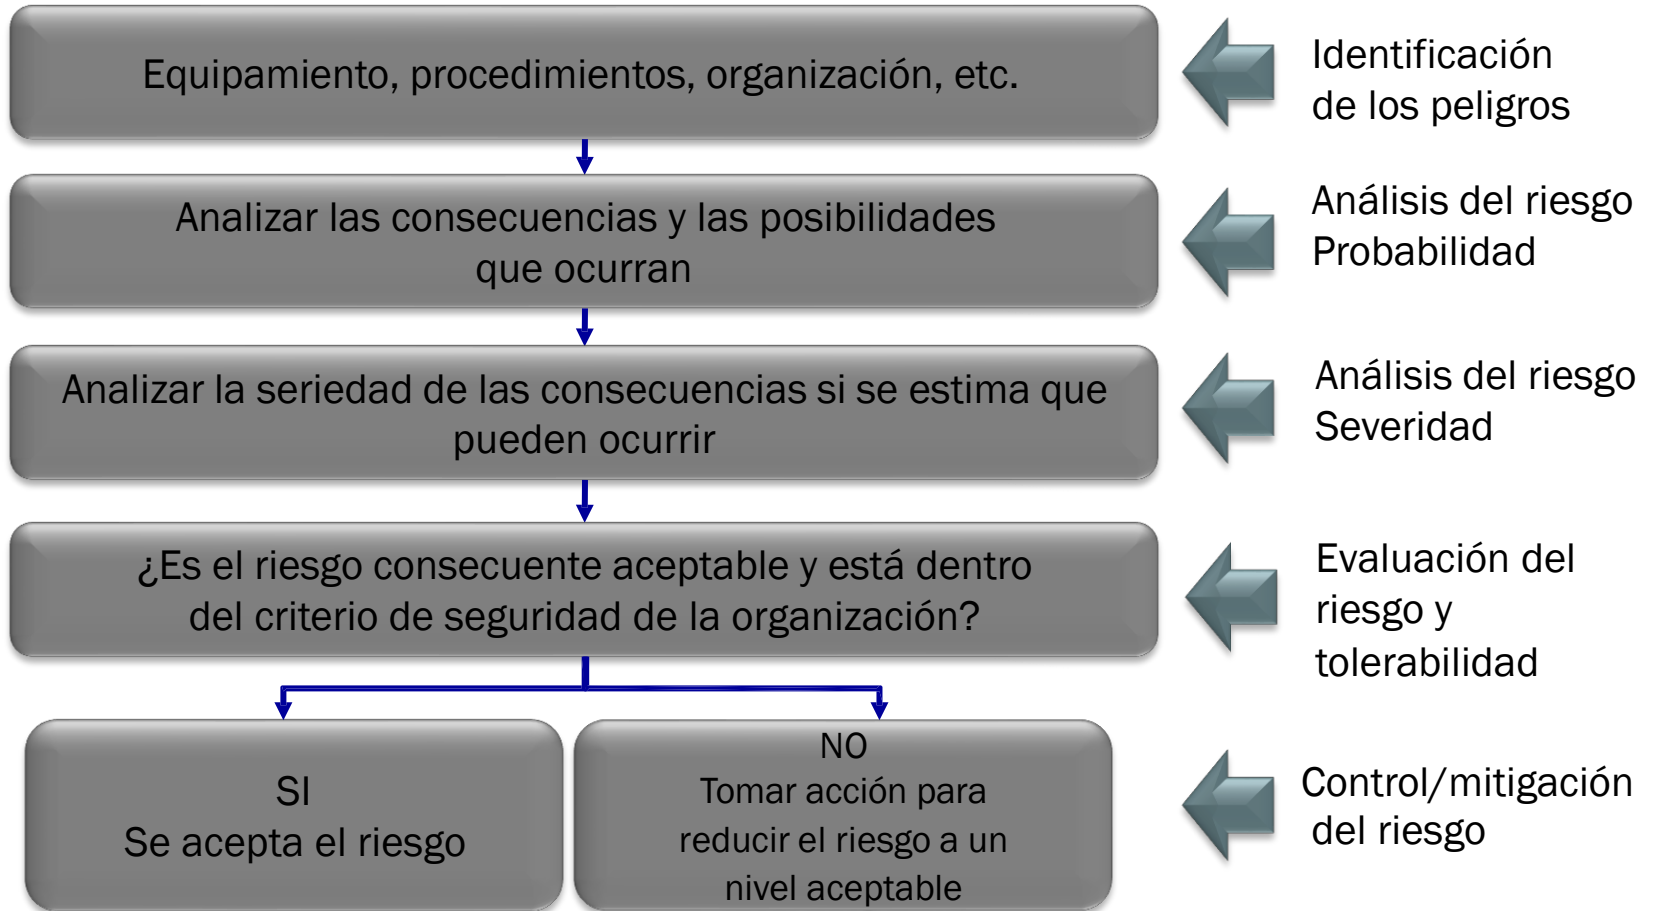 Equipamiento, procedimientos, organización, etc.
Identificación
de los peligros
Analizar las consecuencias y las posibilidades
que ocurran
Análisis del riesgo
Probabilidad
Analizar la seriedad de las consecuencias si se estima que
pueden ocurrir
Análisis del riesgo
Severidad
¿Es el riesgo consecuente aceptable y está dentro
del criterio de seguridad de la organización?
Evaluación del
riesgo y
tolerabilidad
SI
Se acepta el riesgo
NO
Tomar acción para
reducir el riesgo a un
nivel aceptable
Control/mitigación
del riesgo